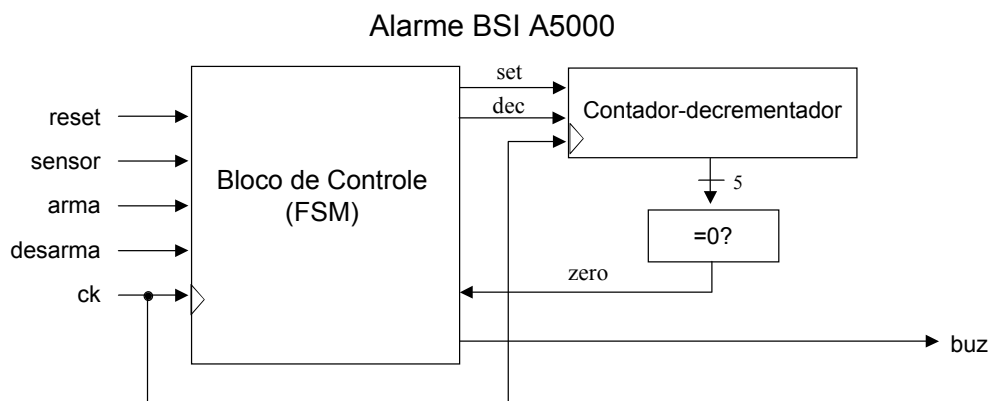 Alarme BSI A5000
set
dec
Contador-decrementador
reset
sensor
arma
desarma
ck
Bloco de Controle
(FSM)
5
=0?
zero
buz